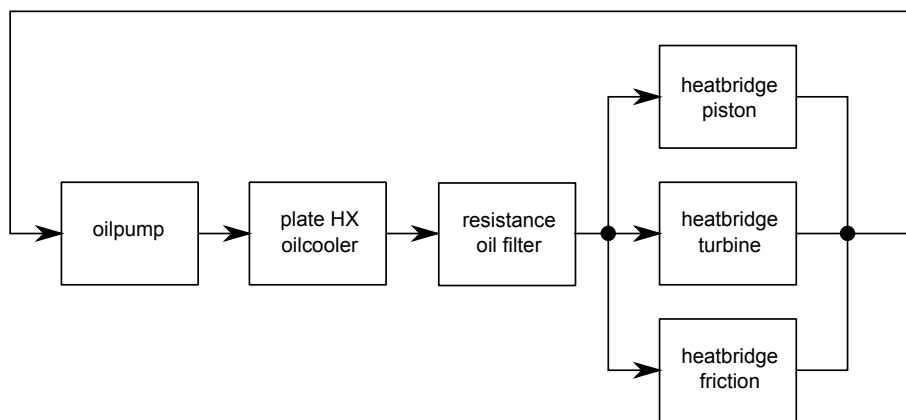 heatbridge
piston
oilpump
plate HX
oilcooler
resistance
oil filter
heatbridge
turbine
heatbridge
friction